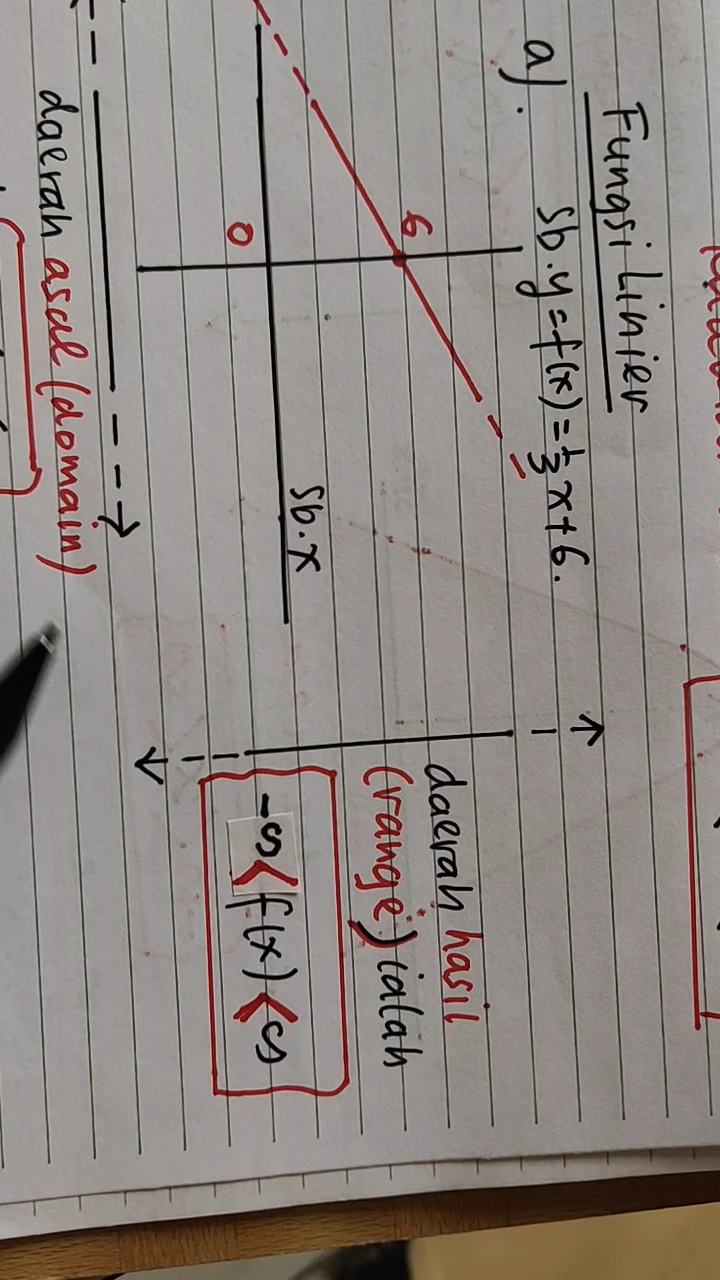 Fungsi Linier
a).
Sb.y = f(x) = 1/3 x + 6.
6
0
Sb.x
daerah hasil
(range) ialah
-∽ < f(x) < ∽
daerah asal (domain)